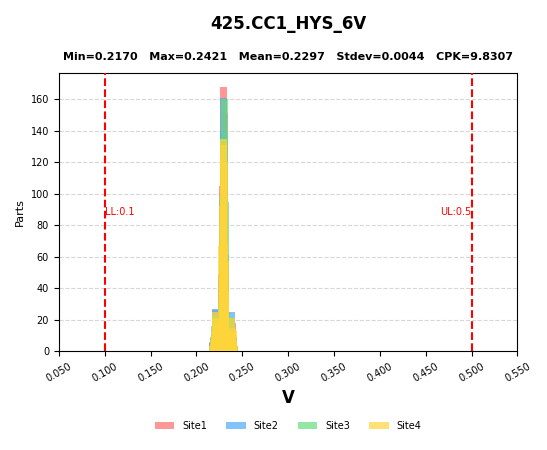 425.CC1_HYS_6V
Min=0.2170 Max=0.2421 Mean=0.2297 Stdev=0.0044 CPK=9.8307
Parts
160
140
120
100
80
60
40
20
0
LL:0.1
UL:0.5
0.050 0.100 0.150 0.200 0.250 0.300 0.350 0.400 0.450 0.500 0.550
V
Site1 Site2 Site3 Site4